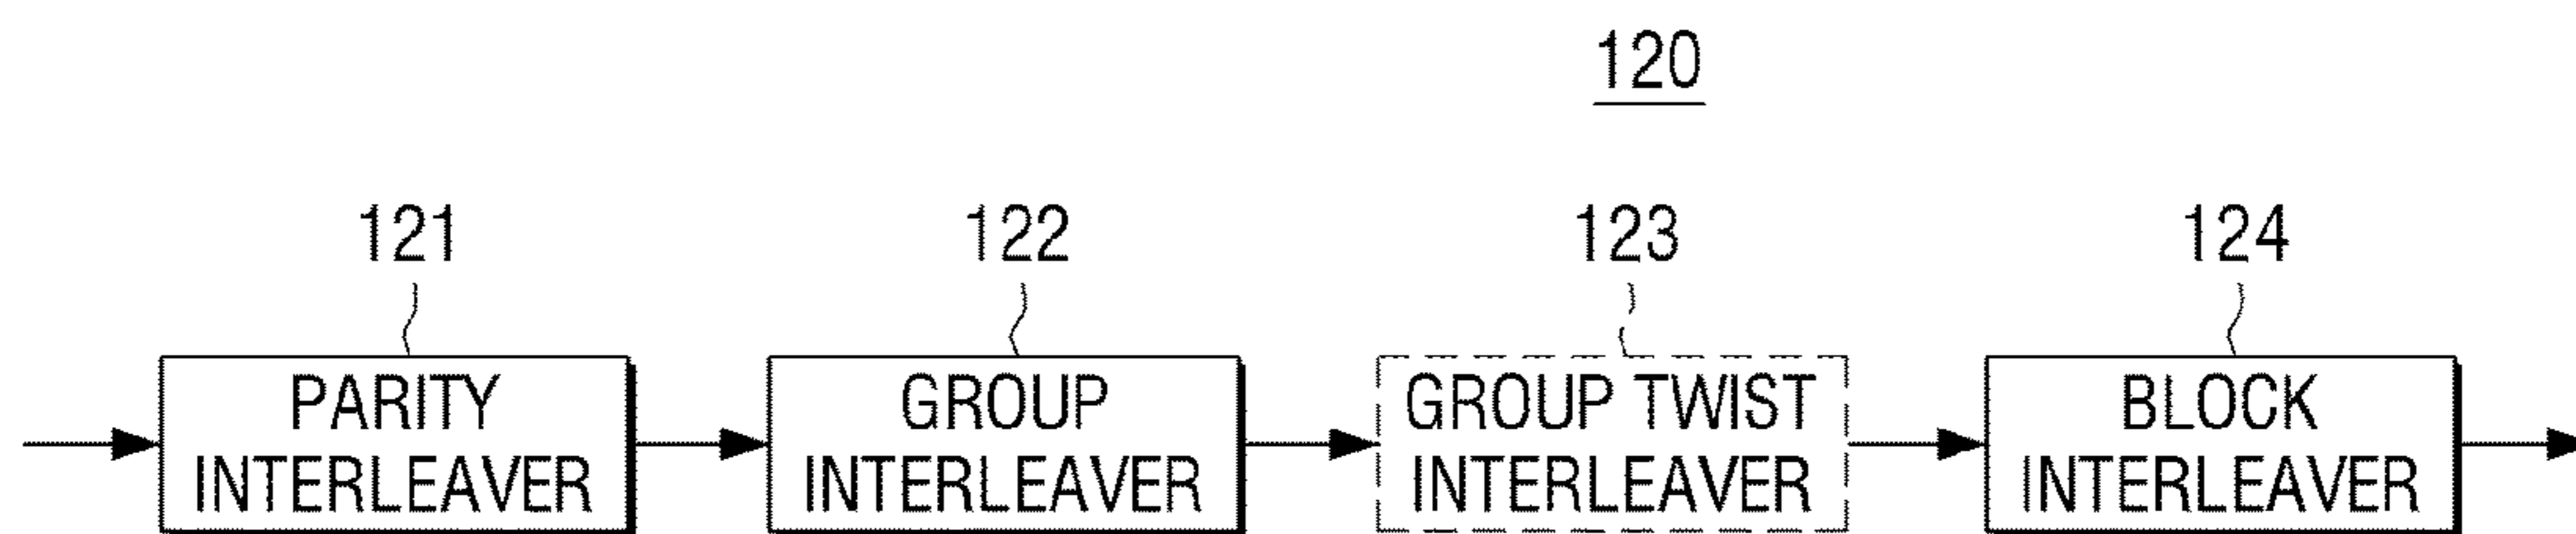 120
121
122
123
124
PARITY
INTERLEAVER
GROUP
INTERLEAVER
GROUP TWIST
INTERLEAVER
BLOCK
INTERLEAVER